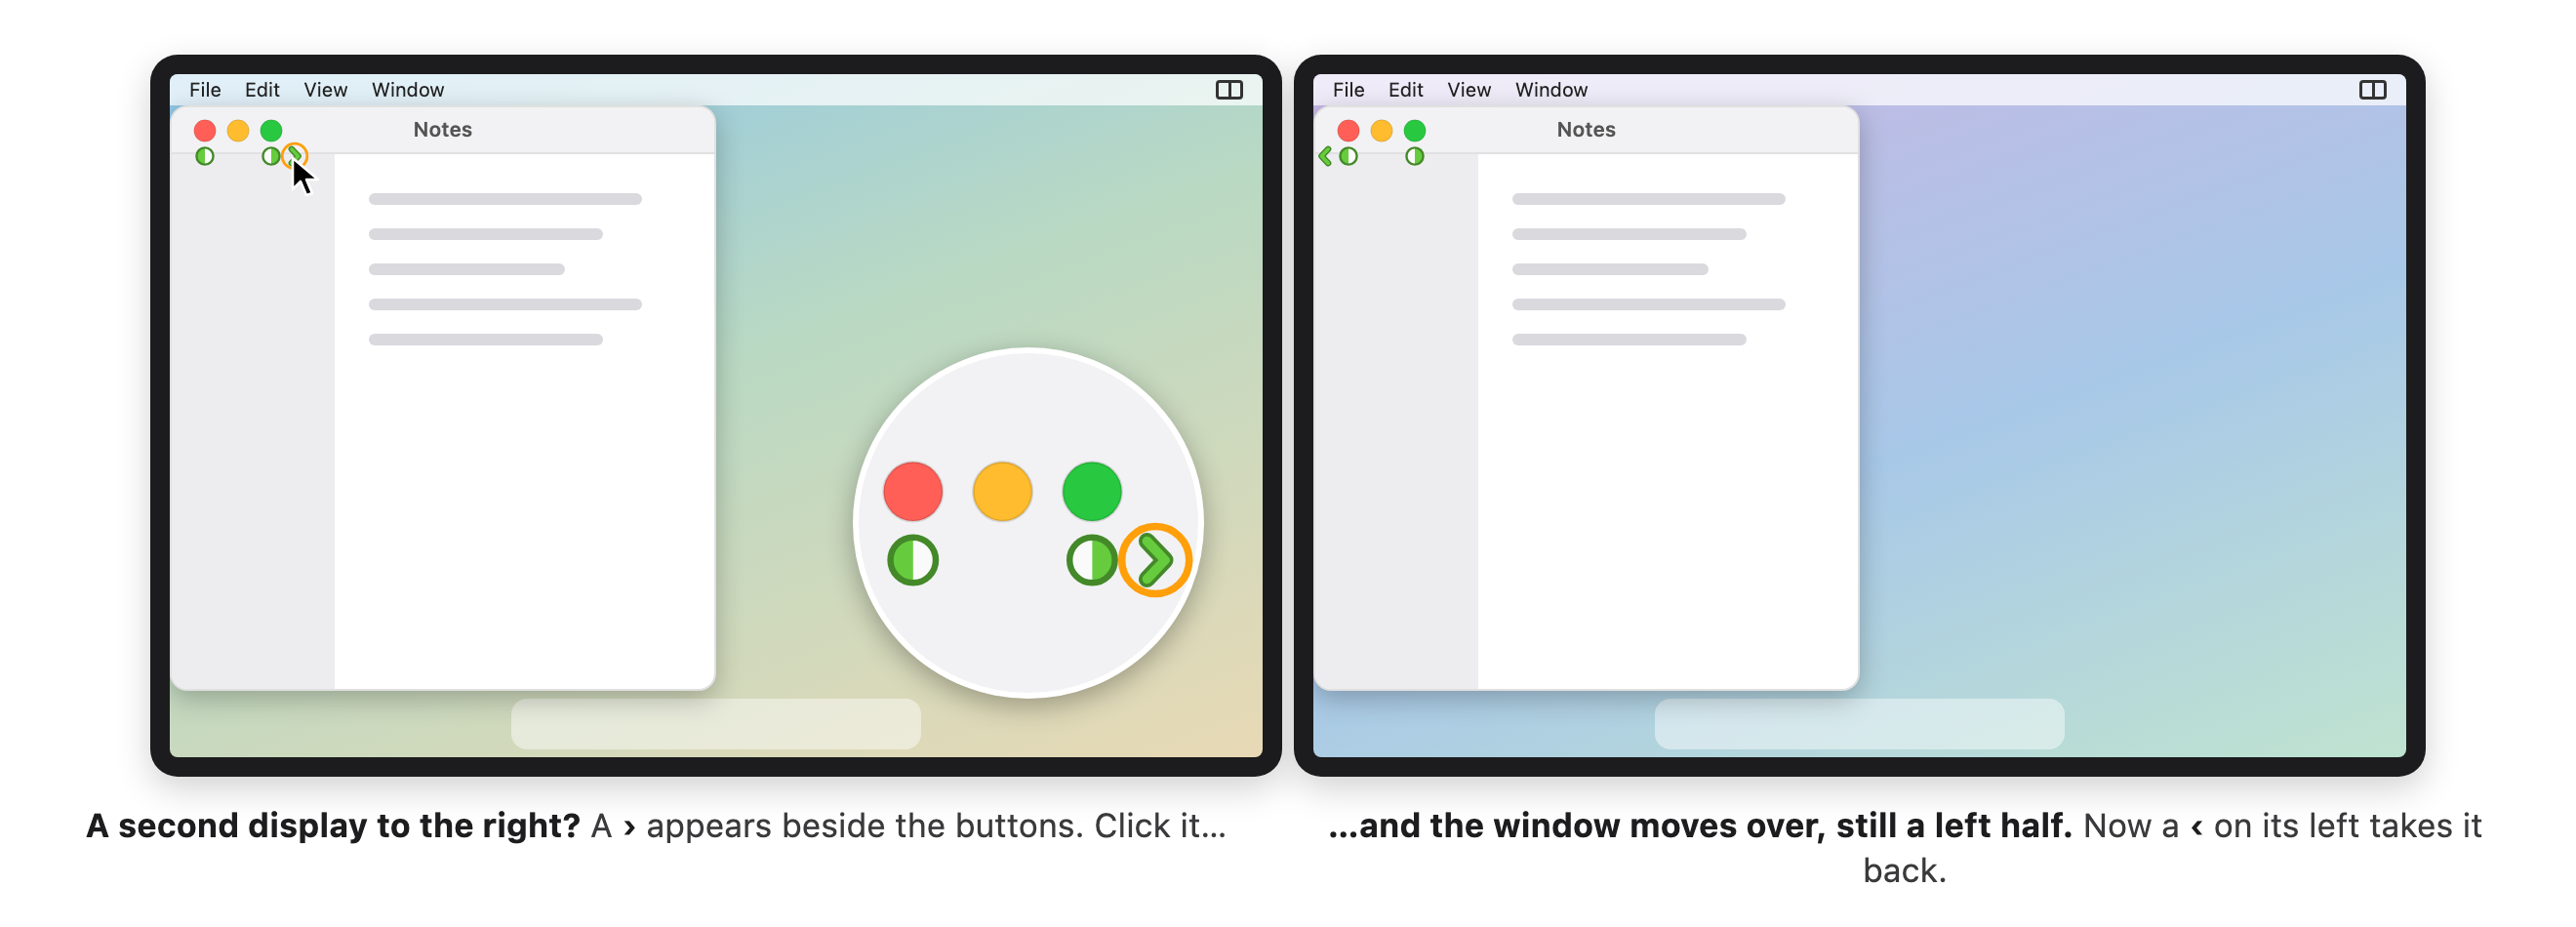 File Edit View Window
Notes
File Edit View Window
Notes
A second display to the right? A › appears beside the buttons. Click it...
...and the window moves over, still a left half. Now a ‹ on its left takes it
back.